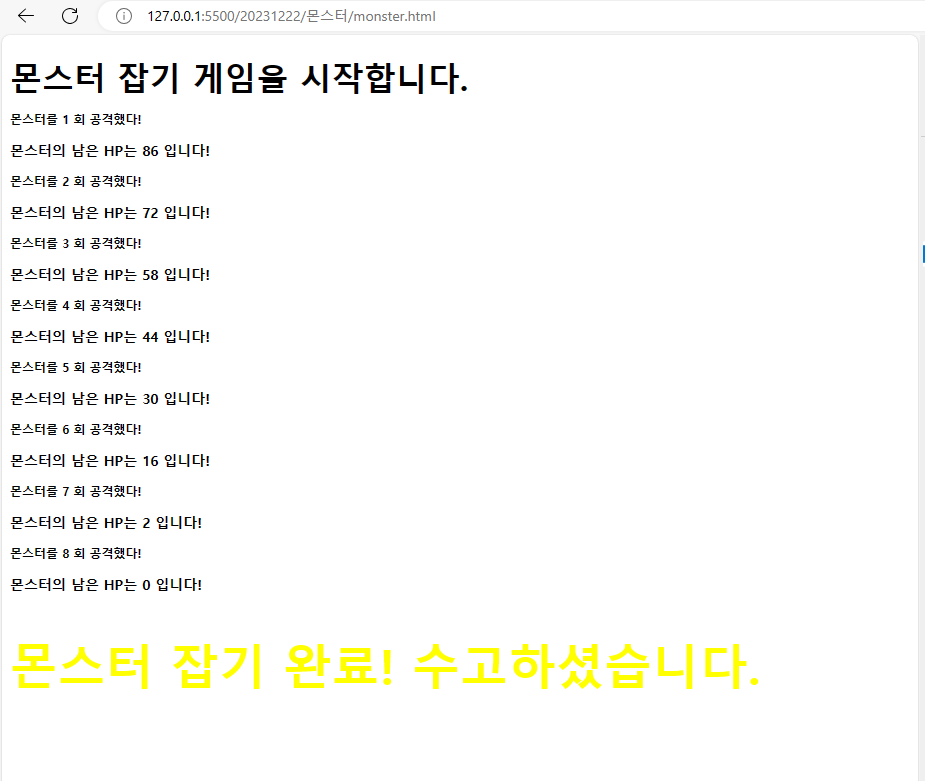 127.0.0.1:5500/20231222/몬스터/monster.html
몬스터 잡기 게임을 시작합니다.
몬스터를 1 회 공격했다!
몬스터의 남은 HP는 86 입니다!
몬스터를 2 회 공격했다!
몬스터의 남은 HP는 72 입니다!
몬스터를 3 회 공격했다!
몬스터의 남은 HP는 58 입니다!
몬스터를 4 회 공격했다!
몬스터의 남은 HP는 44 입니다!
몬스터를 5 회 공격했다!
몬스터의 남은 HP는 30 입니다!
몬스터를 6 회 공격했다!
몬스터의 남은 HP는 16 입니다!
몬스터를 7 회 공격했다!
몬스터의 남은 HP는 2 입니다!
몬스터를 8 회 공격했다!
몬스터의 남은 HP는 0 입니다!
몬스터 잡기 완료! 수고하셨습니다.